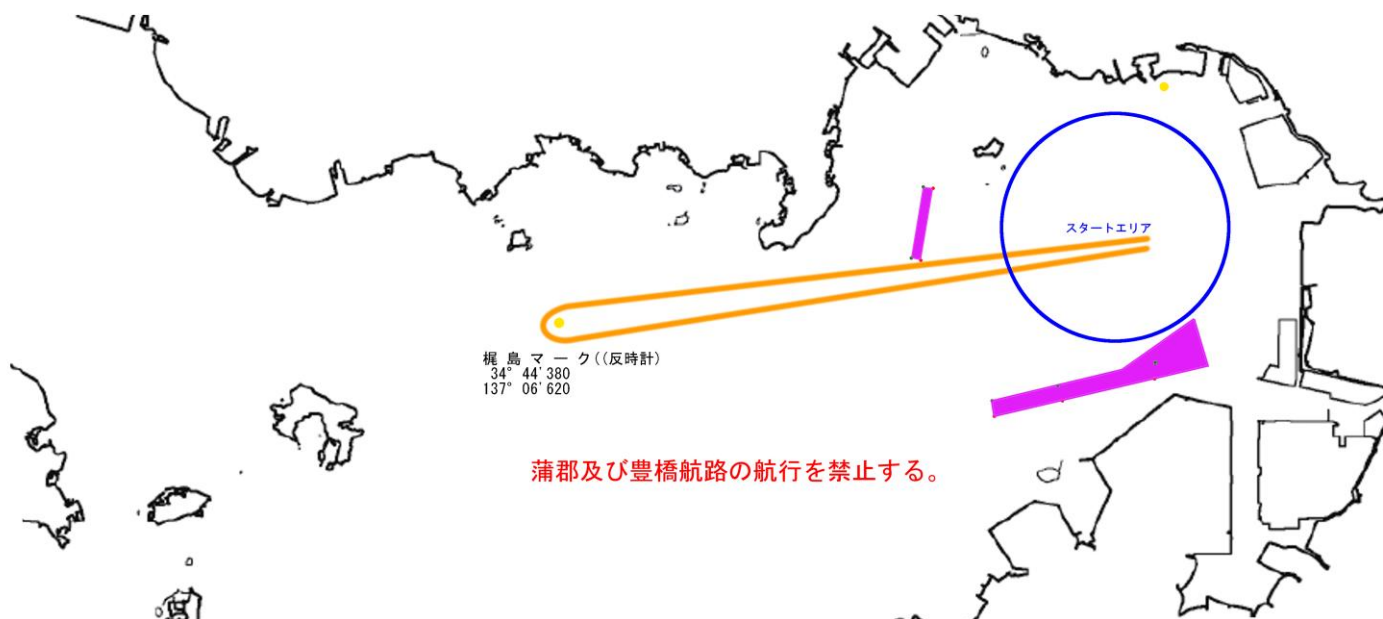 スタートエリア
梶島マーク((反時計)
34° 44' 380
137° 06' 620
蒲郡及び豊橋航路の航行を禁止する。